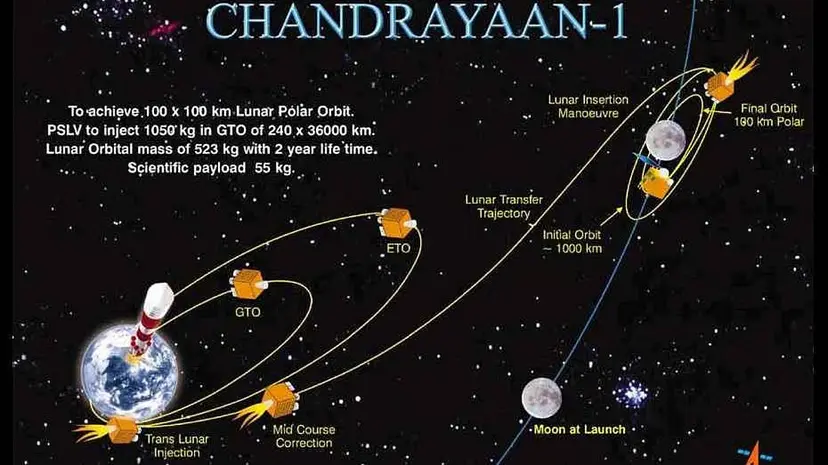 CHANDRAYAAN-1
To achieve 100 x 100 km Lunar Polar Orbit.
PSLV to inject 1050 kg in GTO of 240 x 36000 km.
Lunar Orbital mass of 523 kg with 2 year life time.
Scientific payload 55 kg.
Lunar Insertion
Manoeuvre
Final Orbit
100 km Polar
Lunar Transfer
Trajectory
Initial Orbit
~ 1000 km
ETO
GTO
Trans Lunar
Injection
Mid Course
Correction
Moon at Launch